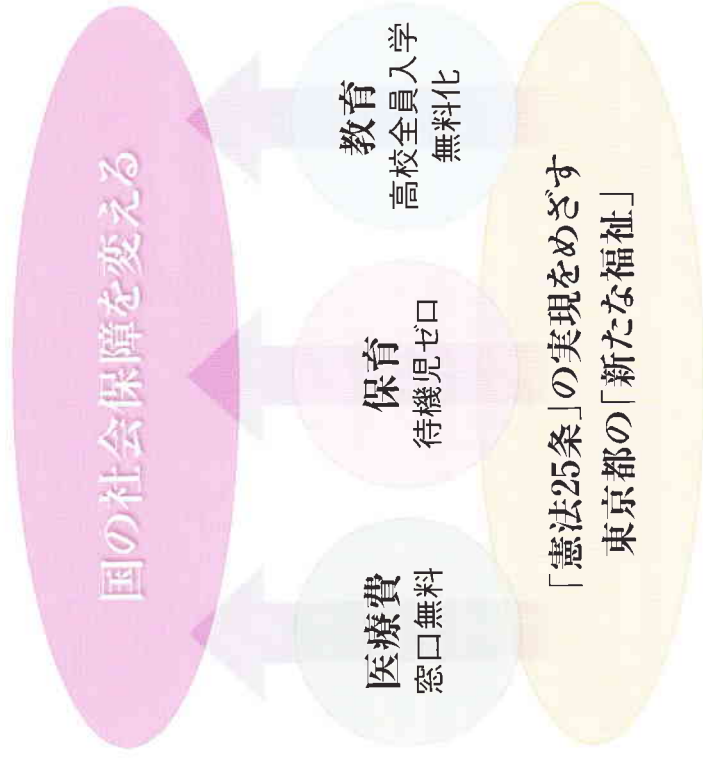 国の社会保障を変える
医療費
窓口無料
保育
待機児ゼロ
教育
高校全員入学
無料化
「憲法25条」の実現をめざす
東京都の「新たな福祉」